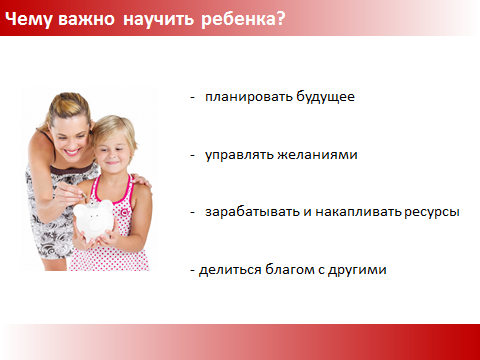 Чему важно научить ребенка?
- планировать будущее
- управлять желаниями
- зарабатывать и накапливать ресурсы
- делиться благом с другими